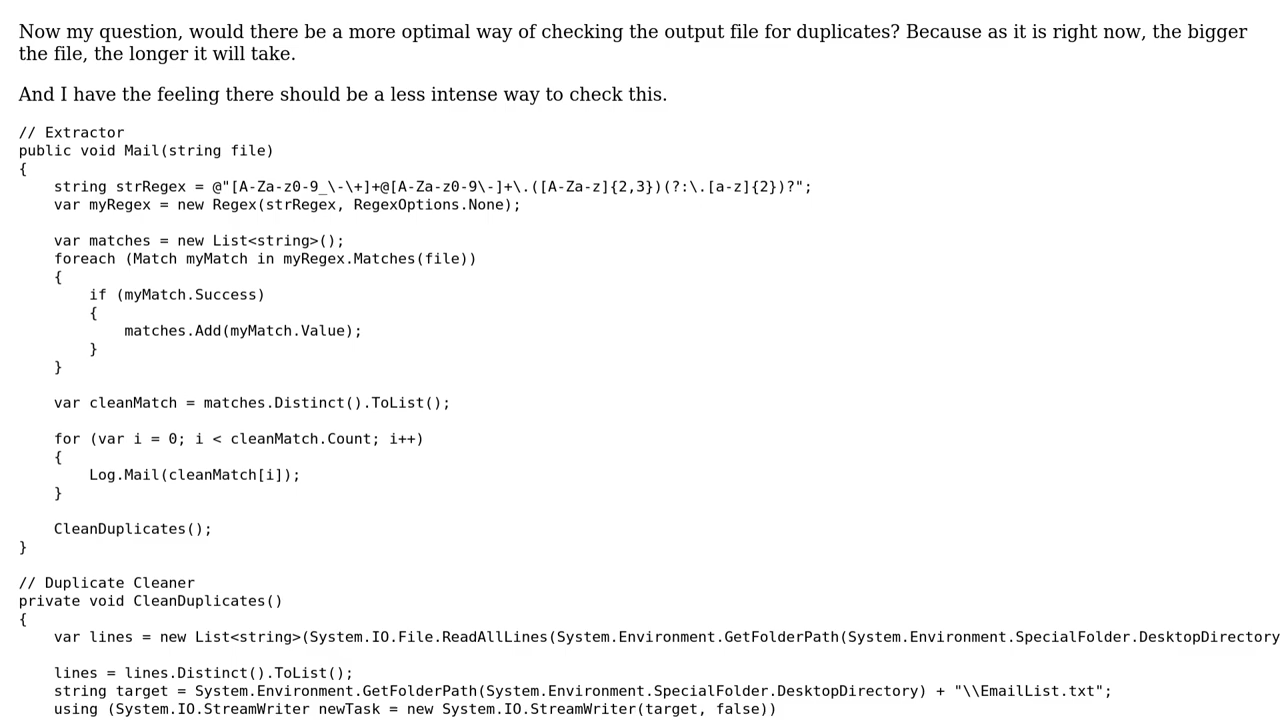 Now my question, would there be a more optimal way of checking the output file for duplicates? Because as it is right now, the bigger
the file, the longer it will take.
And I have the feeling there should be a less intense way to check this.
// Extractor
public void Mail(string file)
{
    string strRegex = @"[A-Za-z0-9_\-\+]+@[A-Za-z0-9\-]+\.([A-Za-z]{2,3})(?:\.[a-z]{2})?";
    var myRegex = new Regex(strRegex, RegexOptions.None);
    var matches = new List<string>();
    foreach (Match myMatch in myRegex.Matches(file))
    {
        if (myMatch.Success)
        {
            matches.Add(myMatch.Value);
        }
    }
    var cleanMatch = matches.Distinct().ToList();
    for (var i = 0; i < cleanMatch.Count; i++)
    {
        Log.Mail(cleanMatch[i]);
    }
    CleanDuplicates();
}
// Duplicate Cleaner
private void CleanDuplicates()
{
    var lines = new List<string>(System.IO.File.ReadAllLines(System.Environment.GetFolderPath(System.Environment.SpecialFolder.DesktopDirectory
    lines = lines.Distinct().ToList();
    string target = System.Environment.GetFolderPath(System.Environment.SpecialFolder.DesktopDirectory) + "\\EmailList.txt";
    using (System.IO.StreamWriter newTask = new System.IO.StreamWriter(target, false))